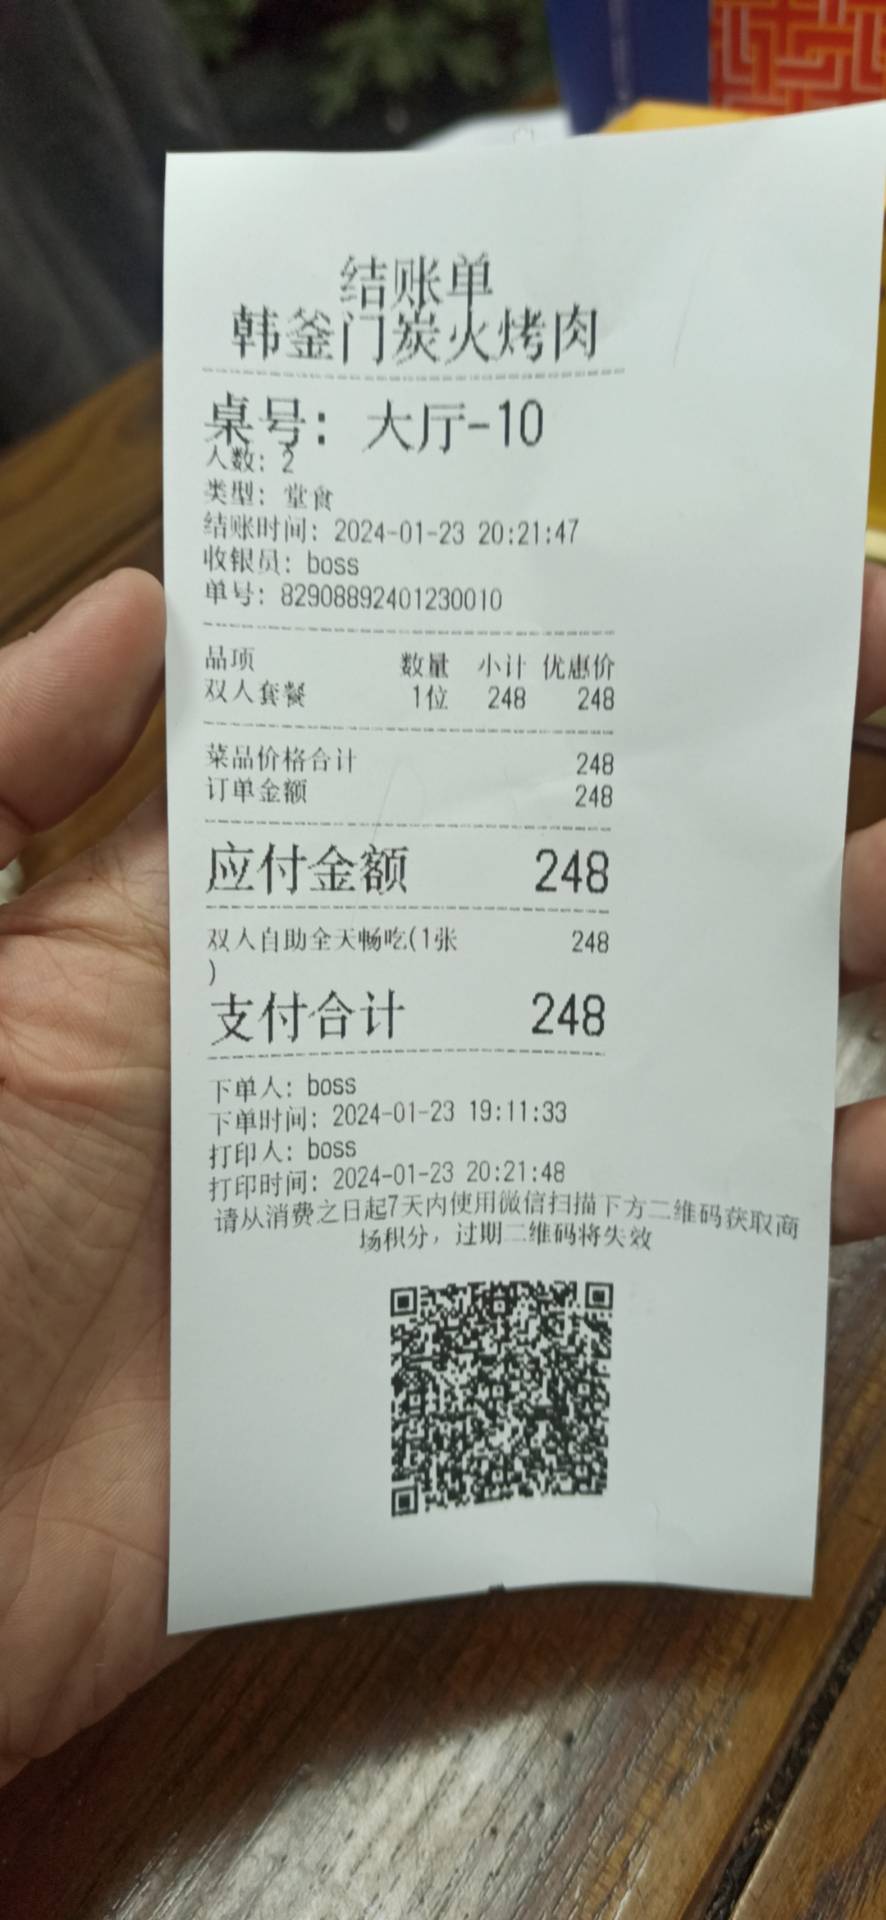 结账单
韩釜门炭火烤肉
桌号：大厅-10
人数：2
类型：堂食
结账时间：2024-01-23 20:21:47
收银员：boss
单号：82908892401230010
品项 数量 小计 优惠价
双人套餐 1位 248 248
菜品价格合计 248
订单金额 248
应付金额 248
双人自助全天畅吃(1张 248
)
支付合计 248
下单人：boss
下单时间：2024-01-23 19:11:33
打印人：boss
打印时间：2024-01-23 20:21:48
请从消费之日起7天内使用微信扫描下方二维码获取商
场积分，过期二维码将失效